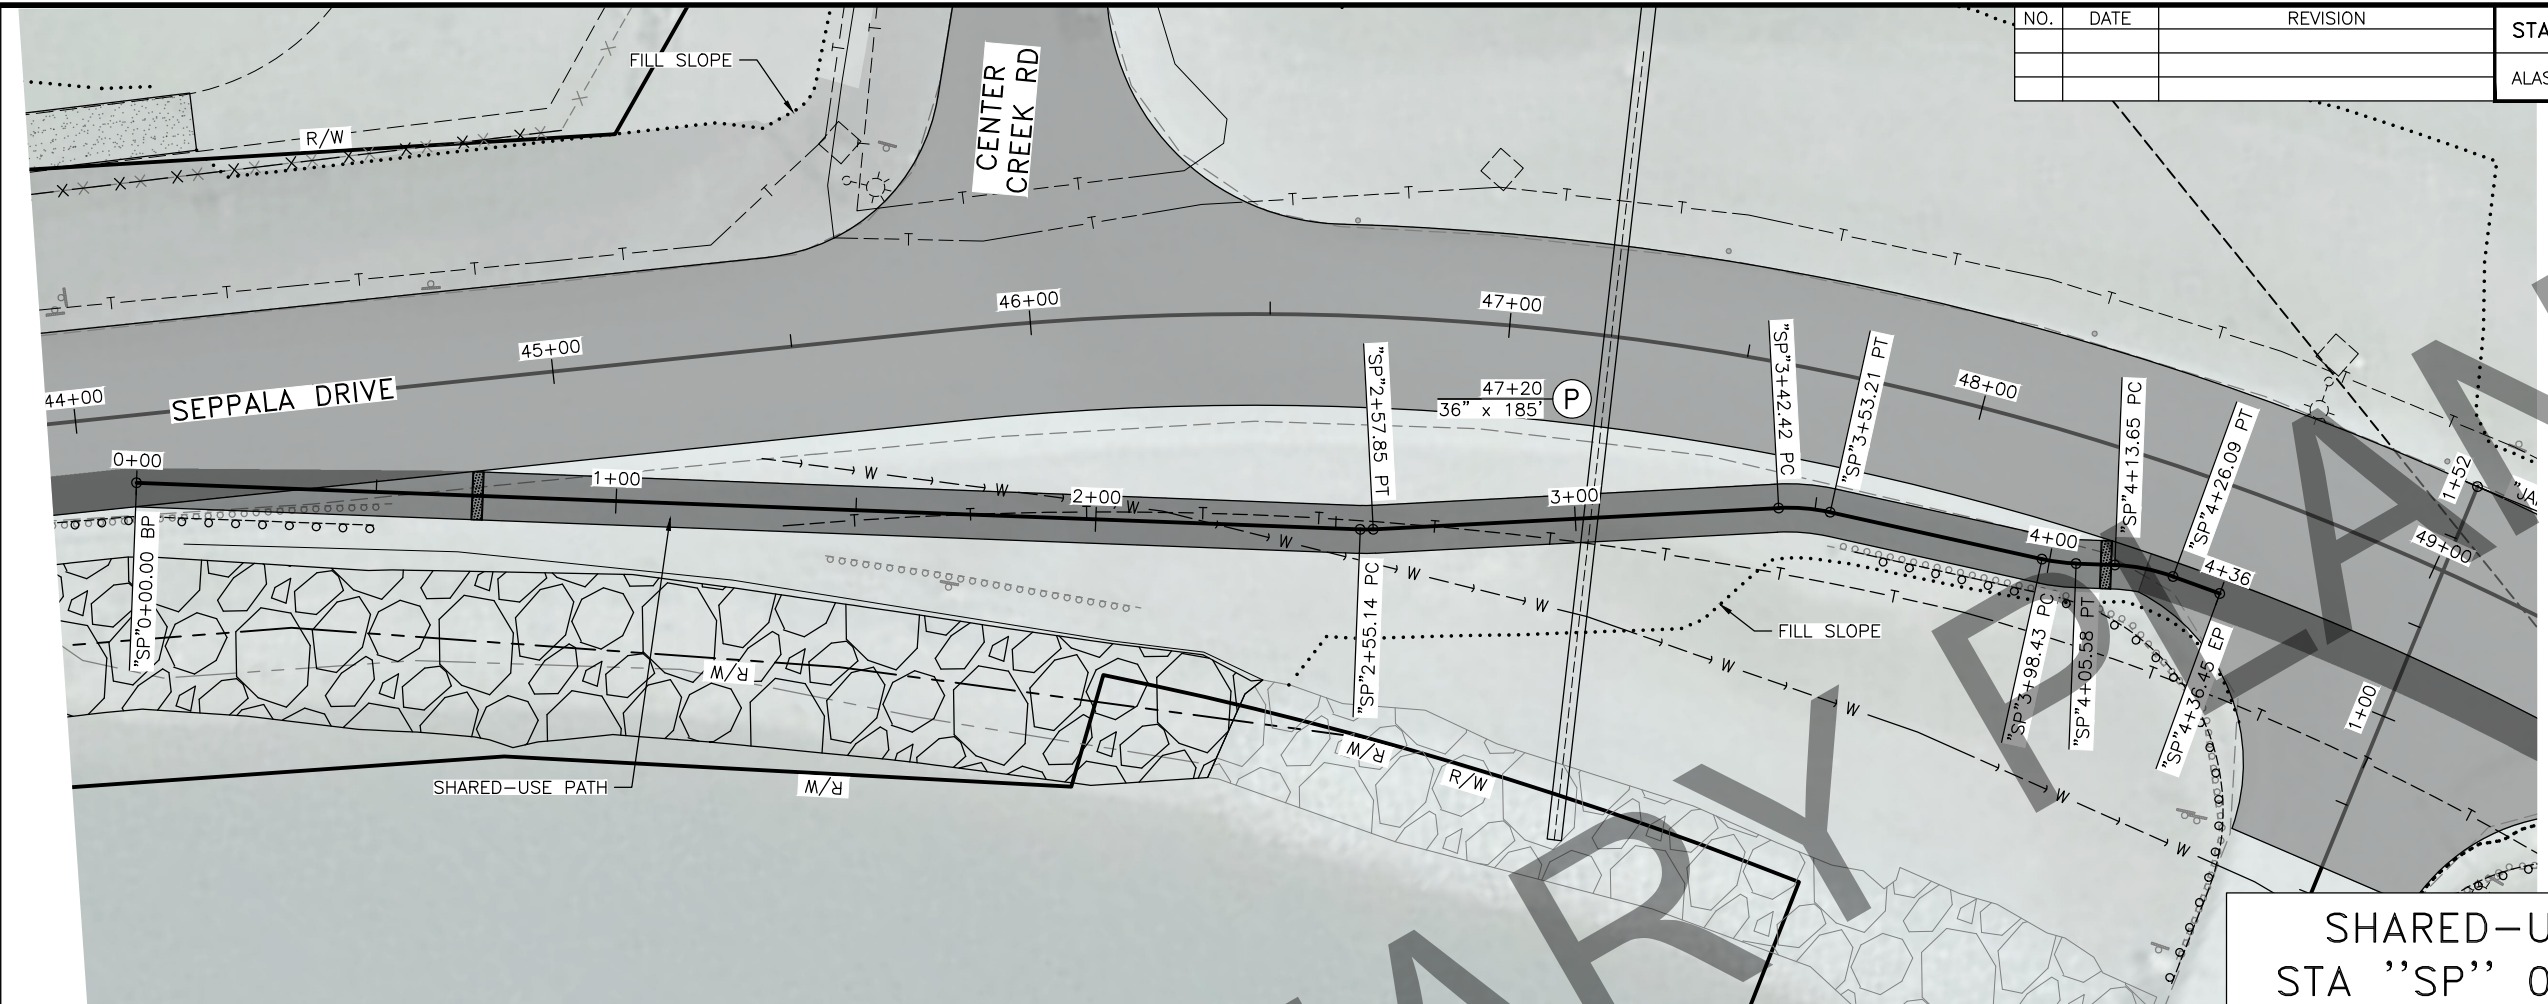 NO. DATE REVISION
STA
ALAS
FILL SLOPE
CENTER
CREEK RD
R/W
44+00
45+00
46+00
47+00
48+00
49+00
SEPPALA DRIVE
47+20
36" x 185'
P
0+00
1+00
2+00
3+00
4+00
4+36
"SP"0+00.00 BP
"SP"2+55.14 PC
"SP"2+57.85 PT
"SP"3+42.42 PC
"SP"3+53.21 PT
"SP"3+98.43 PC
"SP"4+05.58 PT
"SP"4+13.65 PC
"SP"4+26.09 PT
"SP"4+36.45 EP
1+52
"JA
1+00
FILL SLOPE
R/W
R/W
R/W
R/W
SHARED-USE PATH
SHARED-U
STA ''SP'' 0
ARY PLAN